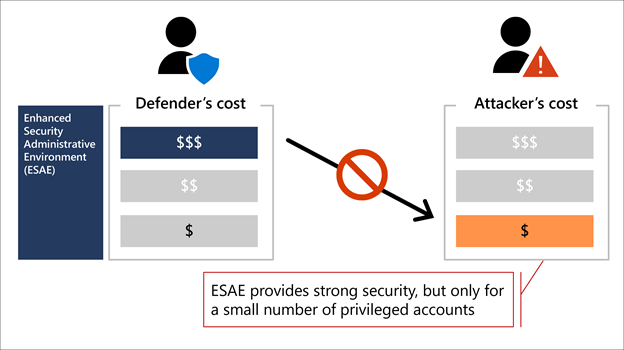 Enhanced
Security
Administrative
Environment
(ESAE)
Defender's cost
$$$
$$
$
!
Attacker's cost
$$$
$$
$
ESAE provides strong security, but only for
a small number of privileged accounts